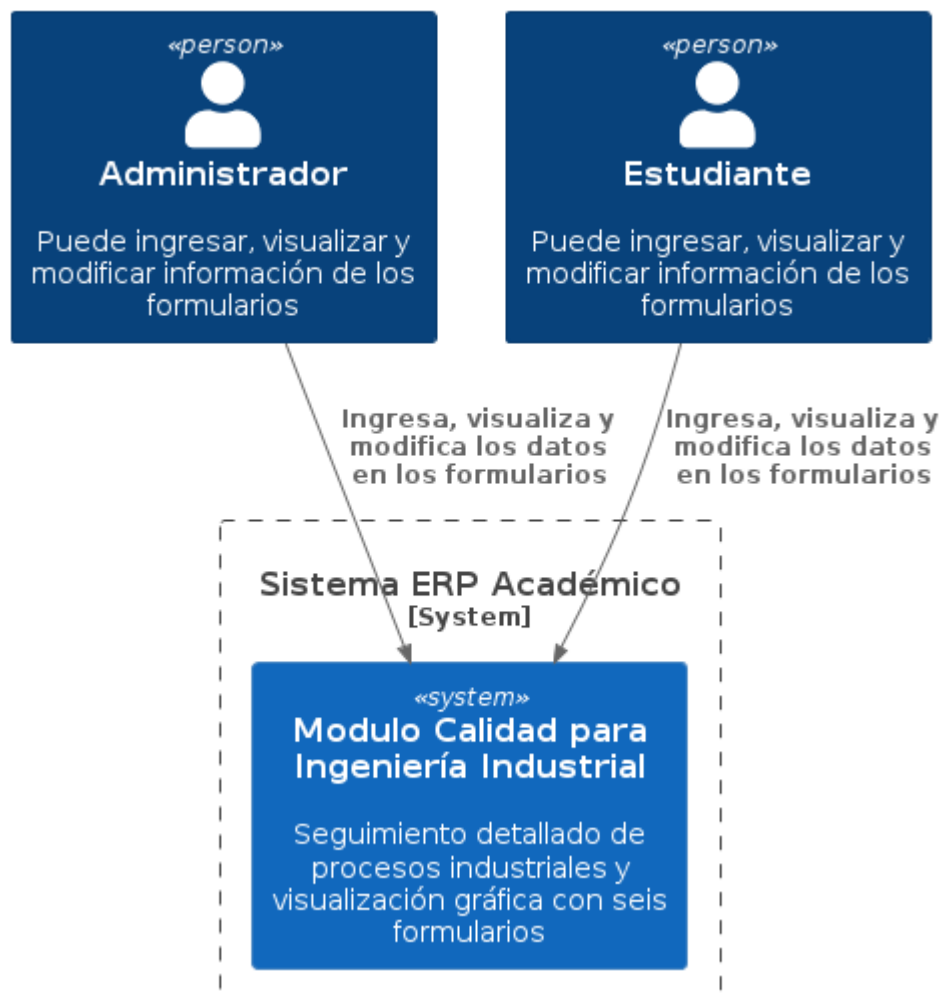 «person»
Administrador
Puede ingresar, visualizar y
modificar información de los
formularios
«person»
Estudiante
Puede ingresar, visualizar y
modificar información de los
formularios
Ingresa, visualiza y
modifica los datos
en los formularios
Ingresa, visualiza y
modifica los datos
en los formularios
Sistema ERP Académico
[System]
«system»
Modulo Calidad para
Ingeniería Industrial
Seguimiento detallado de
procesos industriales y
visualización gráfica con seis
formularios